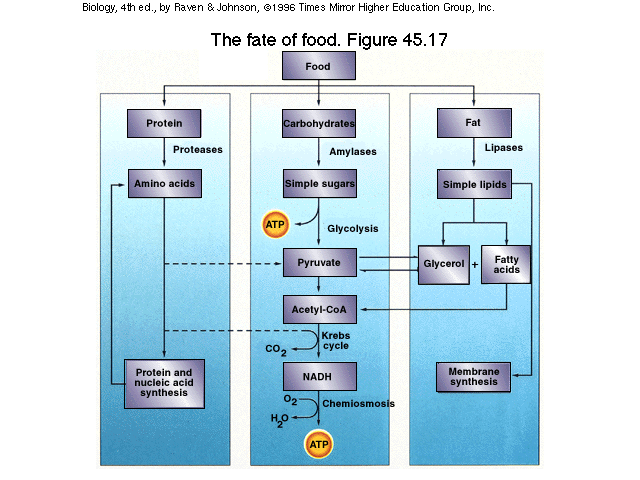 Biology, 4th ed., by Raven & Johnson, ©1996 Times Mirror Higher Education Group, Inc.
The fate of food. Figure 45.17
Food
Protein
Carbohydrates
Fat
Proteases
Amylases
Lipases
Amino acids
Simple sugars
Simple lipids
ATP
Glycolysis
Pyruvate
Glycerol
+
Fatty
acids
Acetyl-CoA
Krebs
cycle
CO2
Protein and
nucleic acid
synthesis
NADH
Membrane
synthesis
O2
Chemiosmosis
H2O
ATP